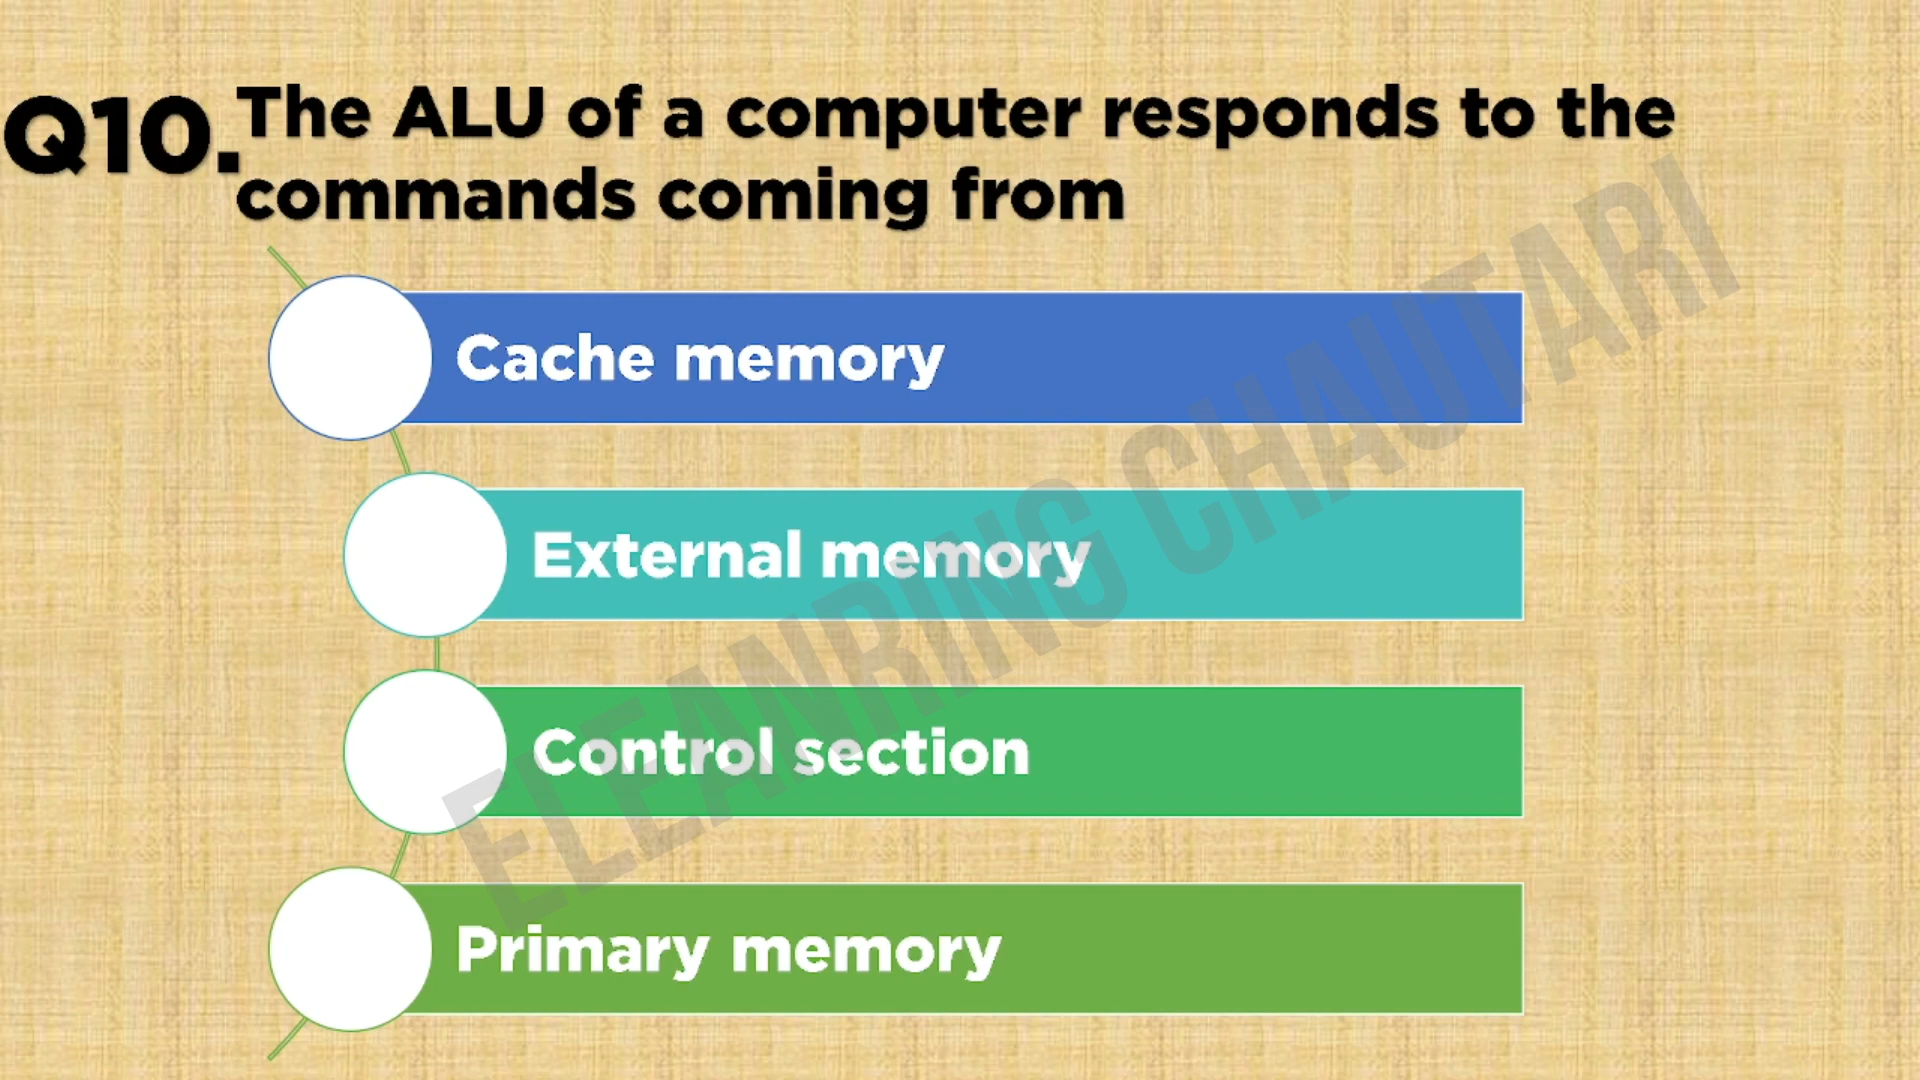 Q10. The ALU of a computer responds to the
commands coming from
Cache memory
External memory
Control section
Primary memory
ELEANRING CHAUTARI